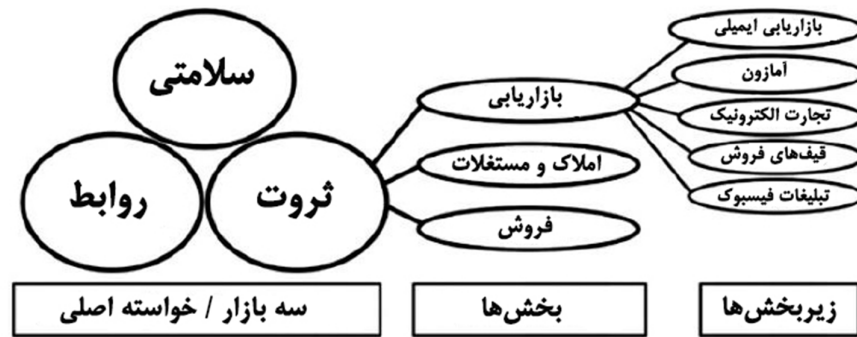 سلامتی
روابط
ثروت
بازاریابی
املاک و مستغلات
فروش
بازاریابی ایمیلی
آمازون
تجارت الکترونیک
قیف‌های فروش
تبلیغات فیسبوک
سه بازار / خواسته اصلی
بخش‌ها
زیربخش‌ها